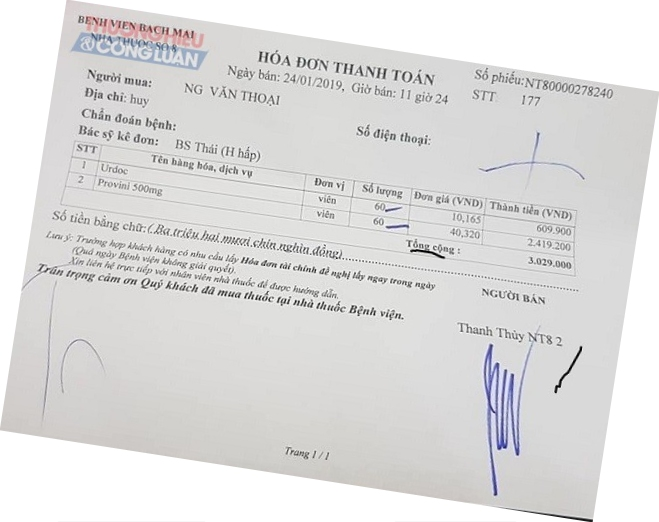 BỆNH VIỆN BẠCH MAI
NHÀ THUỐC SỐ 8
THƯƠNG HIỆU
& CÔNG LUẬN
HÓA ĐƠN THANH TOÁN
Ngày bán: 24/01/2019, Giờ bán: 11 giờ 24
Số phiếu:NT80000278240
STT 177
Người mua: NG VĂN THOẠI
Địa chỉ: huy
Số điện thoại:
Chẩn đoán bệnh:
Bác sỹ kê đơn: BS Thái (H hấp)
STT Tên hàng hóa, dịch vụ Đơn vị Số lượng Đơn giá (VND) Thành tiền (VND)
1 Urdoc viên 60 10,165 609.900
2 Provini 500mg viên 60 40,320 2.419.200
Tổng cộng : 3.029.000
Số tiền bằng chữ:( Ba triệu hai mươi chín nghìn đồng)
Lưu ý: Trường hợp khách hàng có nhu cầu lấy Hóa đơn tài chính đề nghị lấy ngay trong ngày
(Quá ngày Bệnh viện không giải quyết).
Xin liên hệ trực tiếp với nhân viên nhà thuốc để được hướng dẫn.
Trân trọng cảm ơn Quý khách đã mua thuốc tại nhà thuốc Bệnh viện.
NGƯỜI BÁN
Thanh Thủy NT8 2
Trang 1 / 1